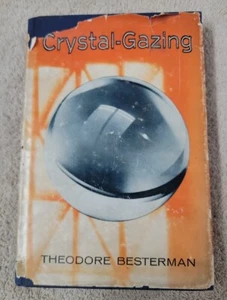 Crystal-Gazing
THEODORE BESTERMAN